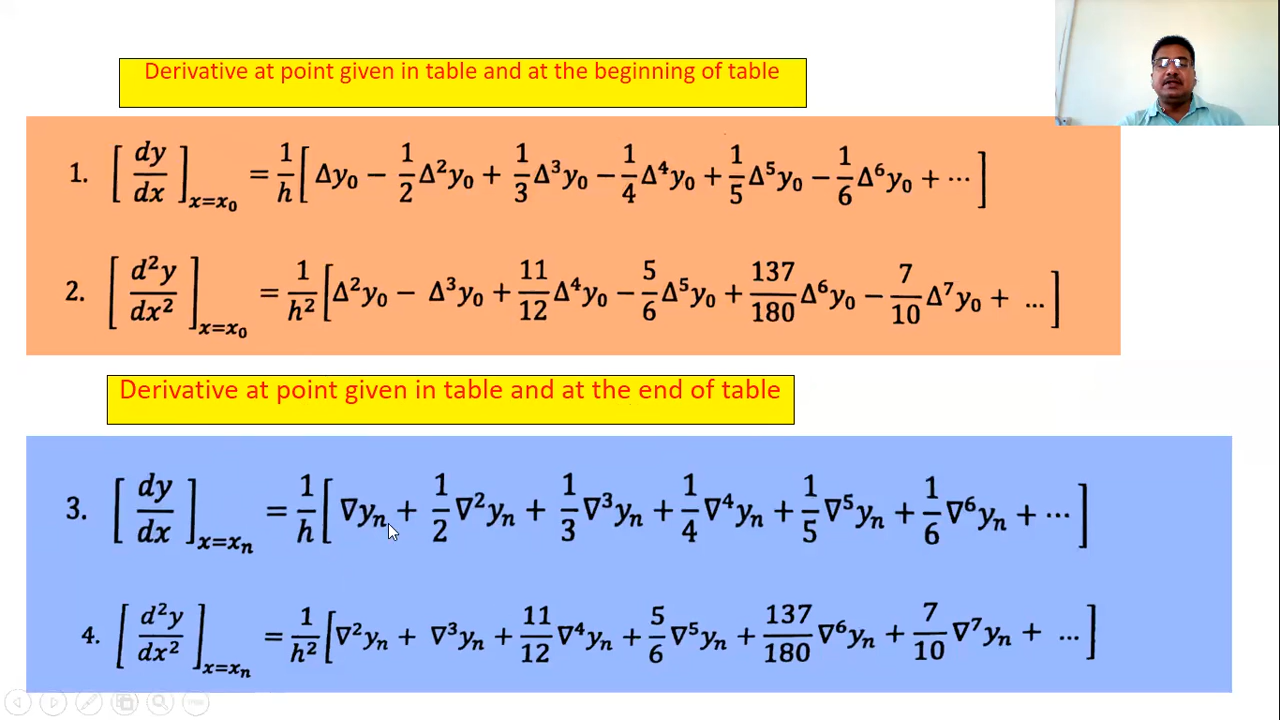 Derivative at point given in table and at the beginning of table
1. [dy/dx]ₓ₌ₓ₀ = 1/h [Δy₀ − 1/2 Δ²y₀ + 1/3 Δ³y₀ − 1/4 Δ⁴y₀ + 1/5 Δ⁵y₀ − 1/6 Δ⁶y₀ + ⋯]
2. [d²y/dx²]ₓ₌ₓ₀ = 1/h² [Δ²y₀ − Δ³y₀ + 11/12 Δ⁴y₀ − 5/6 Δ⁵y₀ + 137/180 Δ⁶y₀ − 7/10 Δ⁷y₀ + …]
Derivative at point given in table and at the end of table
3. [dy/dx]ₓ₌ₓₙ = 1/h [∇yₙ + 1/2 ∇²yₙ + 1/3 ∇³yₙ + 1/4 ∇⁴yₙ + 1/5 ∇⁵yₙ + 1/6 ∇⁶yₙ + ⋯]
4. [d²y/dx²]ₓ₌ₓₙ = 1/h² [∇²yₙ + ∇³yₙ + 11/12 ∇⁴yₙ + 5/6 ∇⁵yₙ + 137/180 ∇⁶yₙ + 7/10 ∇⁷yₙ + …]